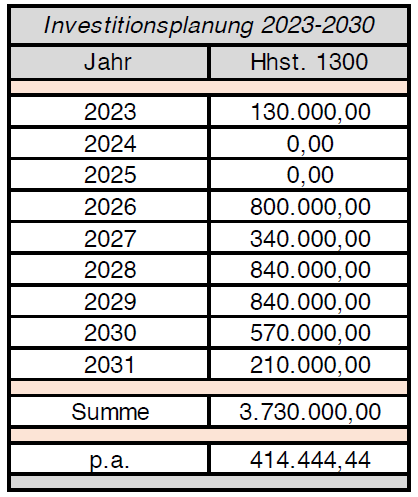 Investitionsplanung 2023-2030
Jahr Hhst. 1300
2023 130.000,00
2024 0,00
2025 0,00
2026 800.000,00
2027 340.000,00
2028 840.000,00
2029 840.000,00
2030 570.000,00
2031 210.000,00
Summe 3.730.000,00
p.a. 414.444,44